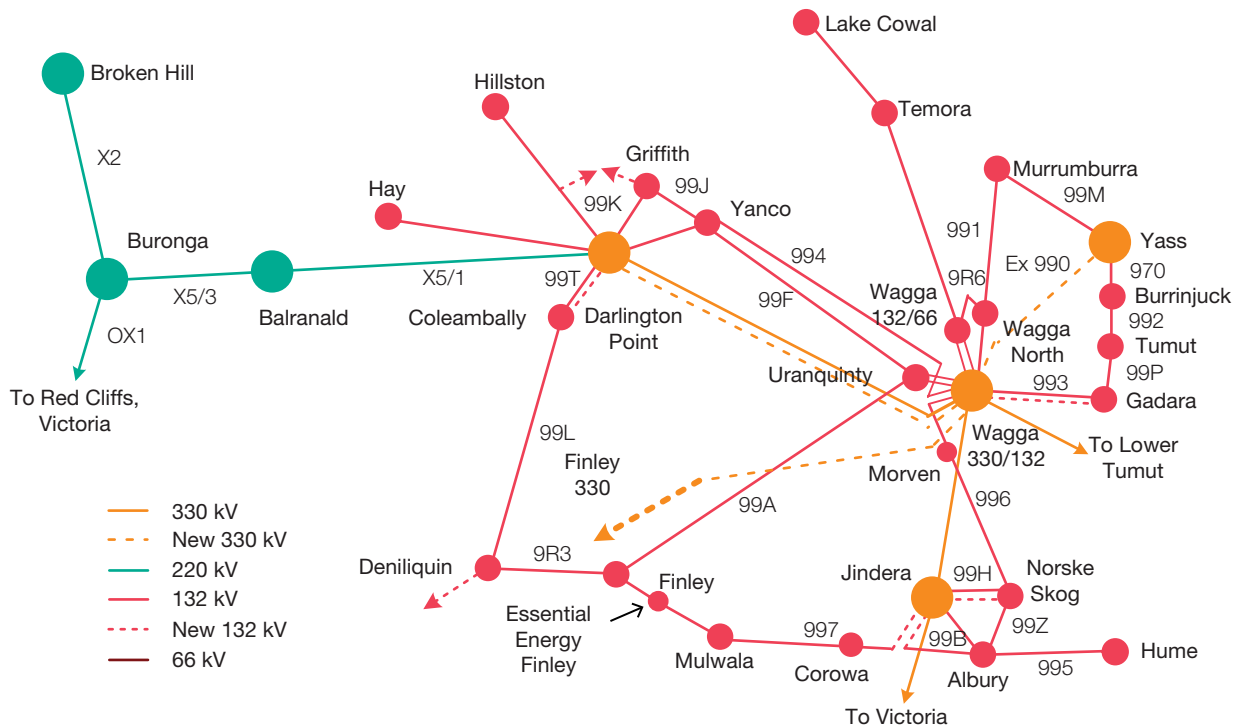 Lake Cowal
Broken Hill
Hillston
Temora
Griffith
Murrumburra
X2
99J
99M
Hay
99K
Yanco
991
Yass
Buronga
994
Ex 990
970
9R6
99T
X5/1
99F
Wagga
132/66
Burrinjuck
X5/3
Balranald
Coleambally
Darlington
Point
Wagga
North
992
OX1
Tumut
Uranquinty
99P
To Red Cliffs,
Victoria
993
Gadara
99L
Finley
330
Wagga
330/132
To Lower
Tumut
Morven
996
99A
330 kV
New 330 kV
220 kV
132 kV
New 132 kV
66 kV
Deniliquin
9R3
Finley
Jindera
99H
Norske
Skog
Essential
Energy
Finley
997
99B
99Z
Mulwala
Corowa
Albury
995
Hume
To Victoria